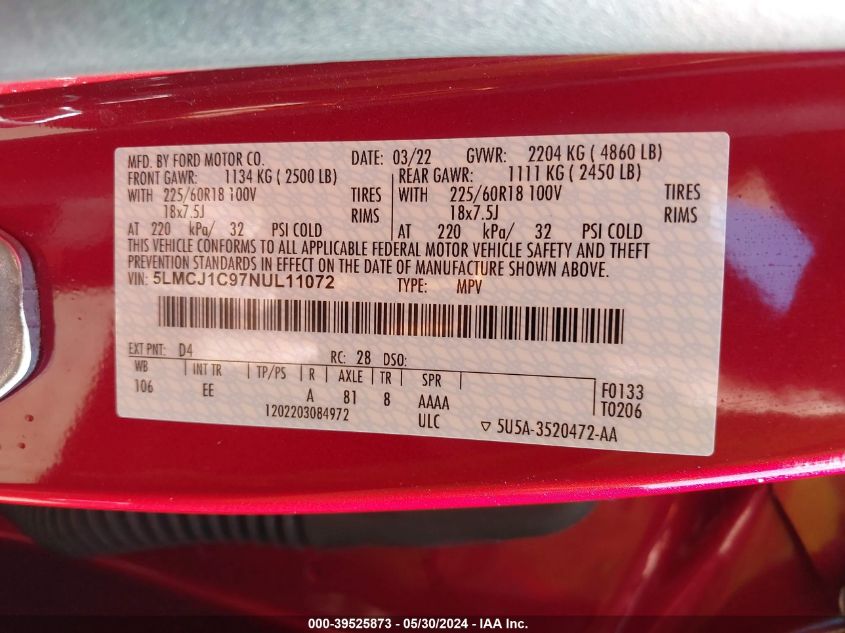 MFD. BY FORD MOTOR CO. DATE: 03/22 GVWR: 2204 KG ( 4860 LB)
FRONT GAWR: 1134 KG ( 2500 LB) REAR GAWR: 1111 KG ( 2450 LB)
WITH 225/60R18 100V TIRES WITH 225/60R18 100V TIRES
18x7.5J RIMS 18x7.5J RIMS
AT 220 kPa/ 32 PSI COLD AT 220 kPa/ 32 PSI COLD
THIS VEHICLE CONFORMS TO ALL APPLICABLE FEDERAL MOTOR VEHICLE SAFETY AND THEFT
PREVENTION STANDARDS IN EFFECT ON THE DATE OF MANUFACTURE SHOWN ABOVE.
VIN: 5LMCJ1C97NUL11072 TYPE: MPV
EXT PNT: D4 RC: 28 DSO:
WB INT TR TP/PS R AXLE TR SPR
106 EE A 81 8 AAAA F0133
1202203084972 ULC T0206
▽ 5U5A-3520472-AA
000-39525873 - 05/30/2024 - IAA Inc.